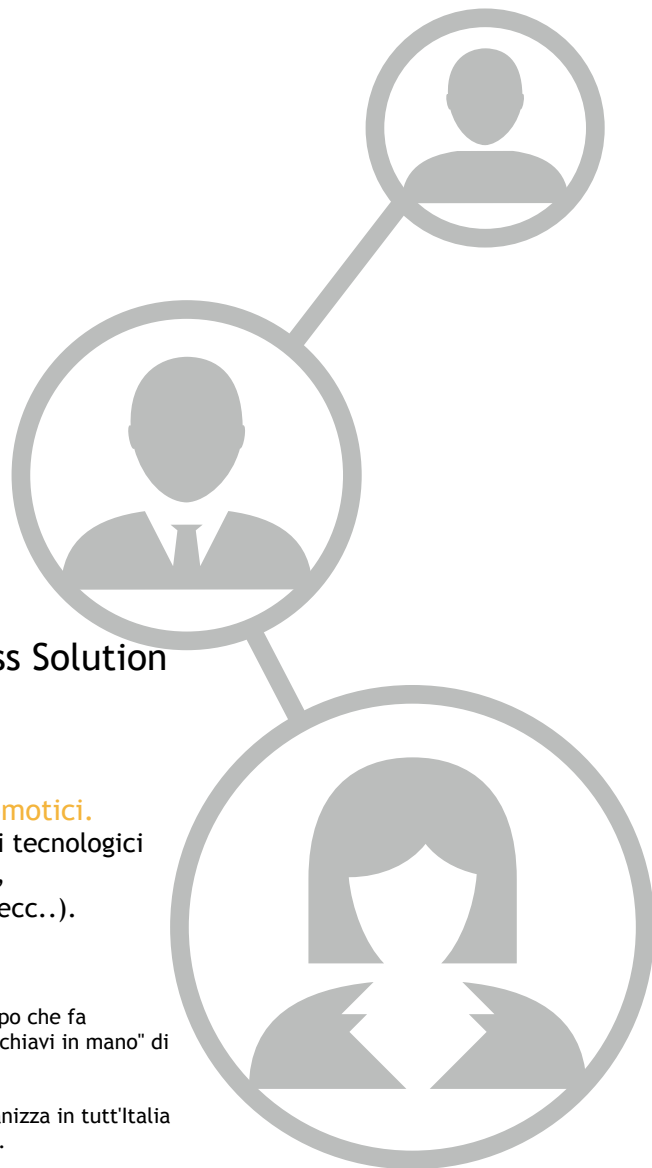 ss Solution
motici.
i tecnologici
,
ecc..).
po che fa
chiavi in mano" di
nizza in tutt'Italia
.